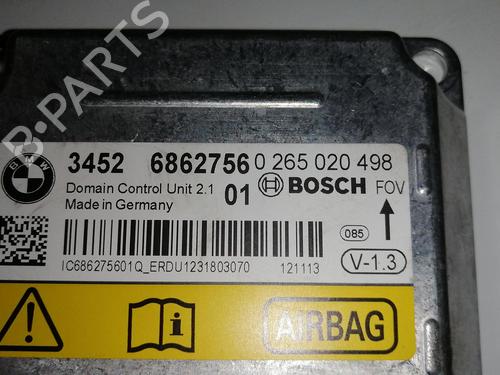 B-PARTS
BMW
3452 6862756 0 265 020 498
Domain Control Unit 2.1 01 BOSCH FOV
Made in Germany
085
IC686275601Q_ERDU1231803070 121113 V-1.3
AIRBAG